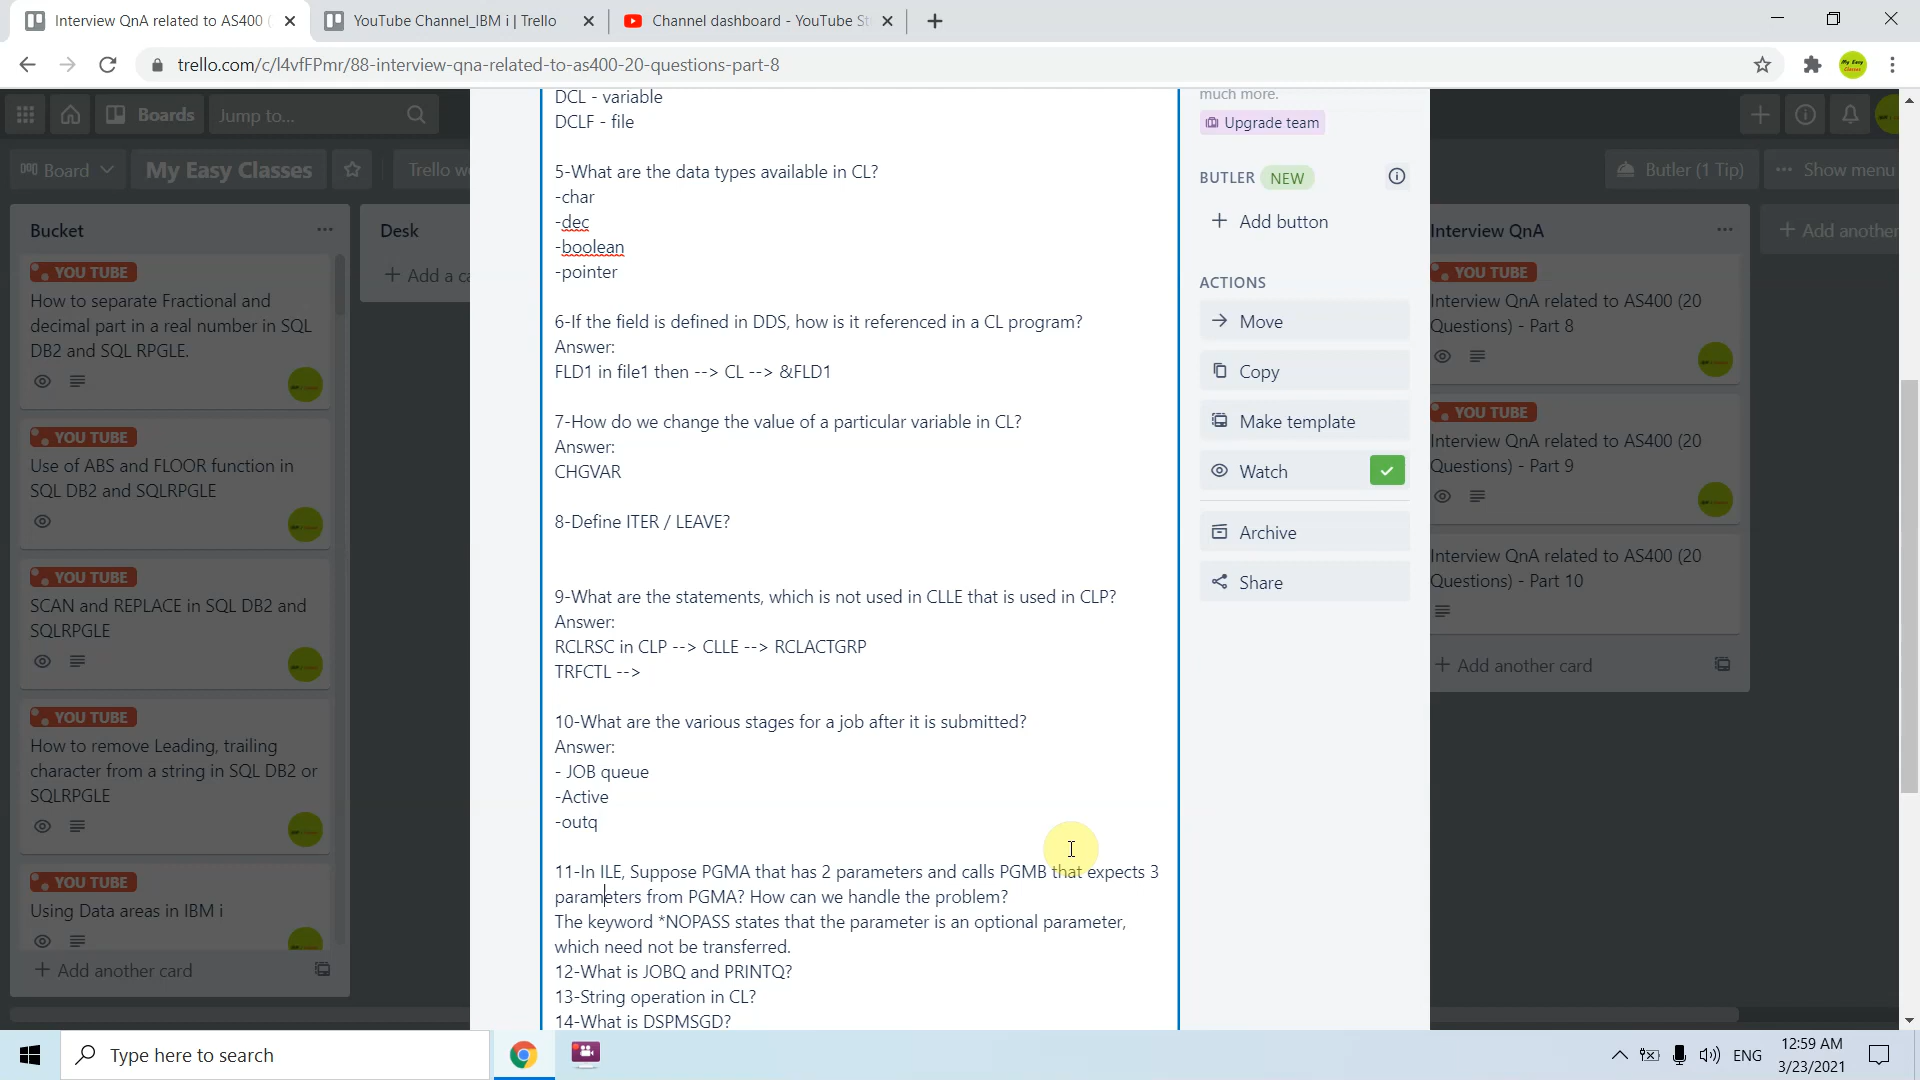 Interview QnA related to AS400 (
YouTube Channel_IBM i | Trello
Channel dashboard - YouTube St
trello.com/c/l4vfFPmr/88-interview-qna-related-to-as400-20-questions-part-8
Boards
Jump to...
Board
My Easy Classes
Trello w
Butler (1 Tip)
Show menu
Bucket
YOU TUBE
How to separate Fractional and
decimal part in a real number in SQL
DB2 and SQL RPGLE.
YOU TUBE
Use of ABS and FLOOR function in
SQL DB2 and SQLRPGLE
YOU TUBE
SCAN and REPLACE in SQL DB2 and
SQLRPGLE
YOU TUBE
How to remove Leading, trailing
character from a string in SQL DB2 or
SQLRPGLE
YOU TUBE
Using Data areas in IBM i
+ Add another card
Desk
+ Add a ca
DCL - variable
DCLF - file
5-What are the data types available in CL?
-char
-dec
-boolean
-pointer
6-If the field is defined in DDS, how is it referenced in a CL program?
Answer:
FLD1 in file1 then --> CL --> &FLD1
7-How do we change the value of a particular variable in CL?
Answer:
CHGVAR
8-Define ITER / LEAVE?
9-What are the statements, which is not used in CLLE that is used in CLP?
Answer:
RCLRSC in CLP --> CLLE --> RCLACTGRP
TRFCTL -->
10-What are the various stages for a job after it is submitted?
Answer:
- JOB queue
-Active
-outq
11-In ILE, Suppose PGMA that has 2 parameters and calls PGMB that expects 3
parameters from PGMA? How can we handle the problem?
The keyword *NOPASS states that the parameter is an optional parameter,
which need not be transferred.
12-What is JOBQ and PRINTQ?
13-String operation in CL?
14-What is DSPMSGD?
much more.
Upgrade team
BUTLER NEW
+ Add button
ACTIONS
Move
Copy
Make template
Watch
Archive
Share
Interview QnA
YOU TUBE
Interview QnA related to AS400 (20
Questions) - Part 8
YOU TUBE
Interview QnA related to AS400 (20
Questions) - Part 9
Interview QnA related to AS400 (20
Questions) - Part 10
+ Add another card
+ Add another
Type here to search
ENG
12:59 AM
3/23/2021